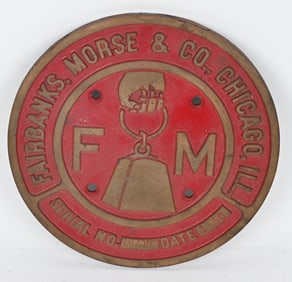 FAIRBANKS, MORSE & CO., CHICAGO, ILL
F M
SERIAL NO. DATE